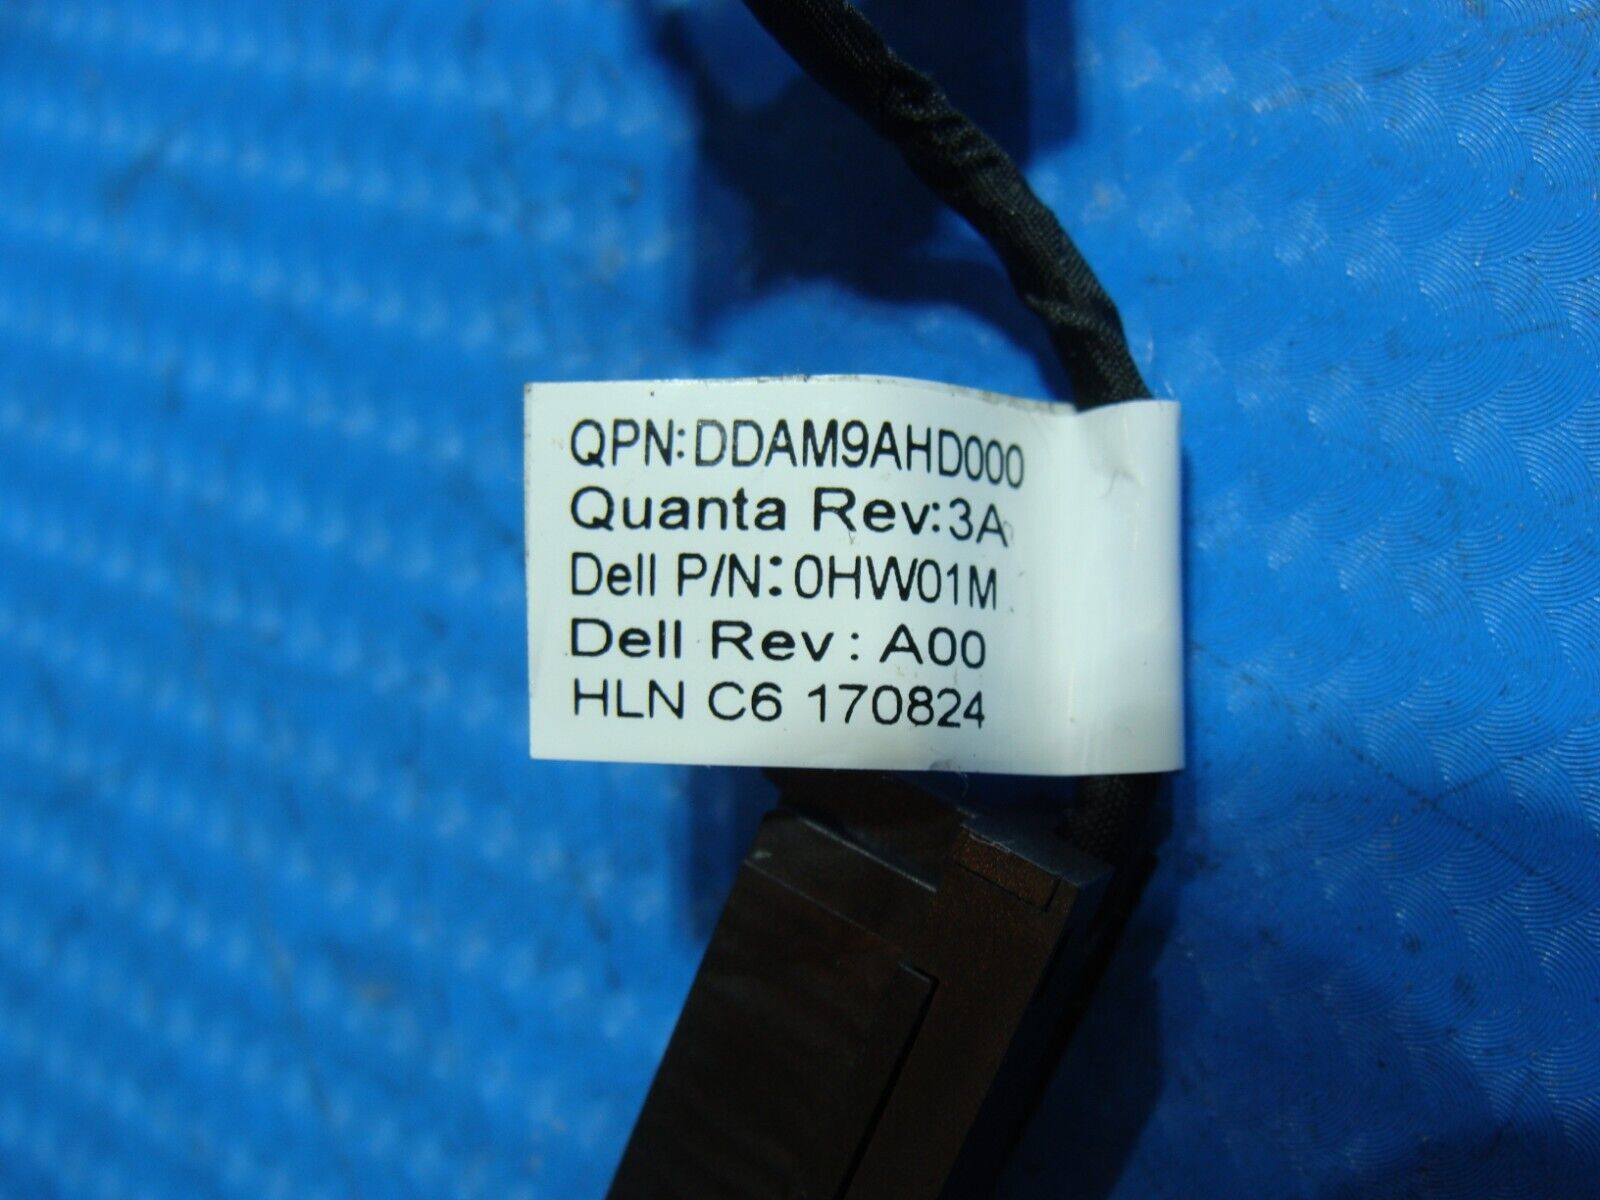 QPN:DDAM9AHD000
Quanta Rev:3A
Dell P/N:0HW01M
Dell Rev: A00
HLN C6 170824